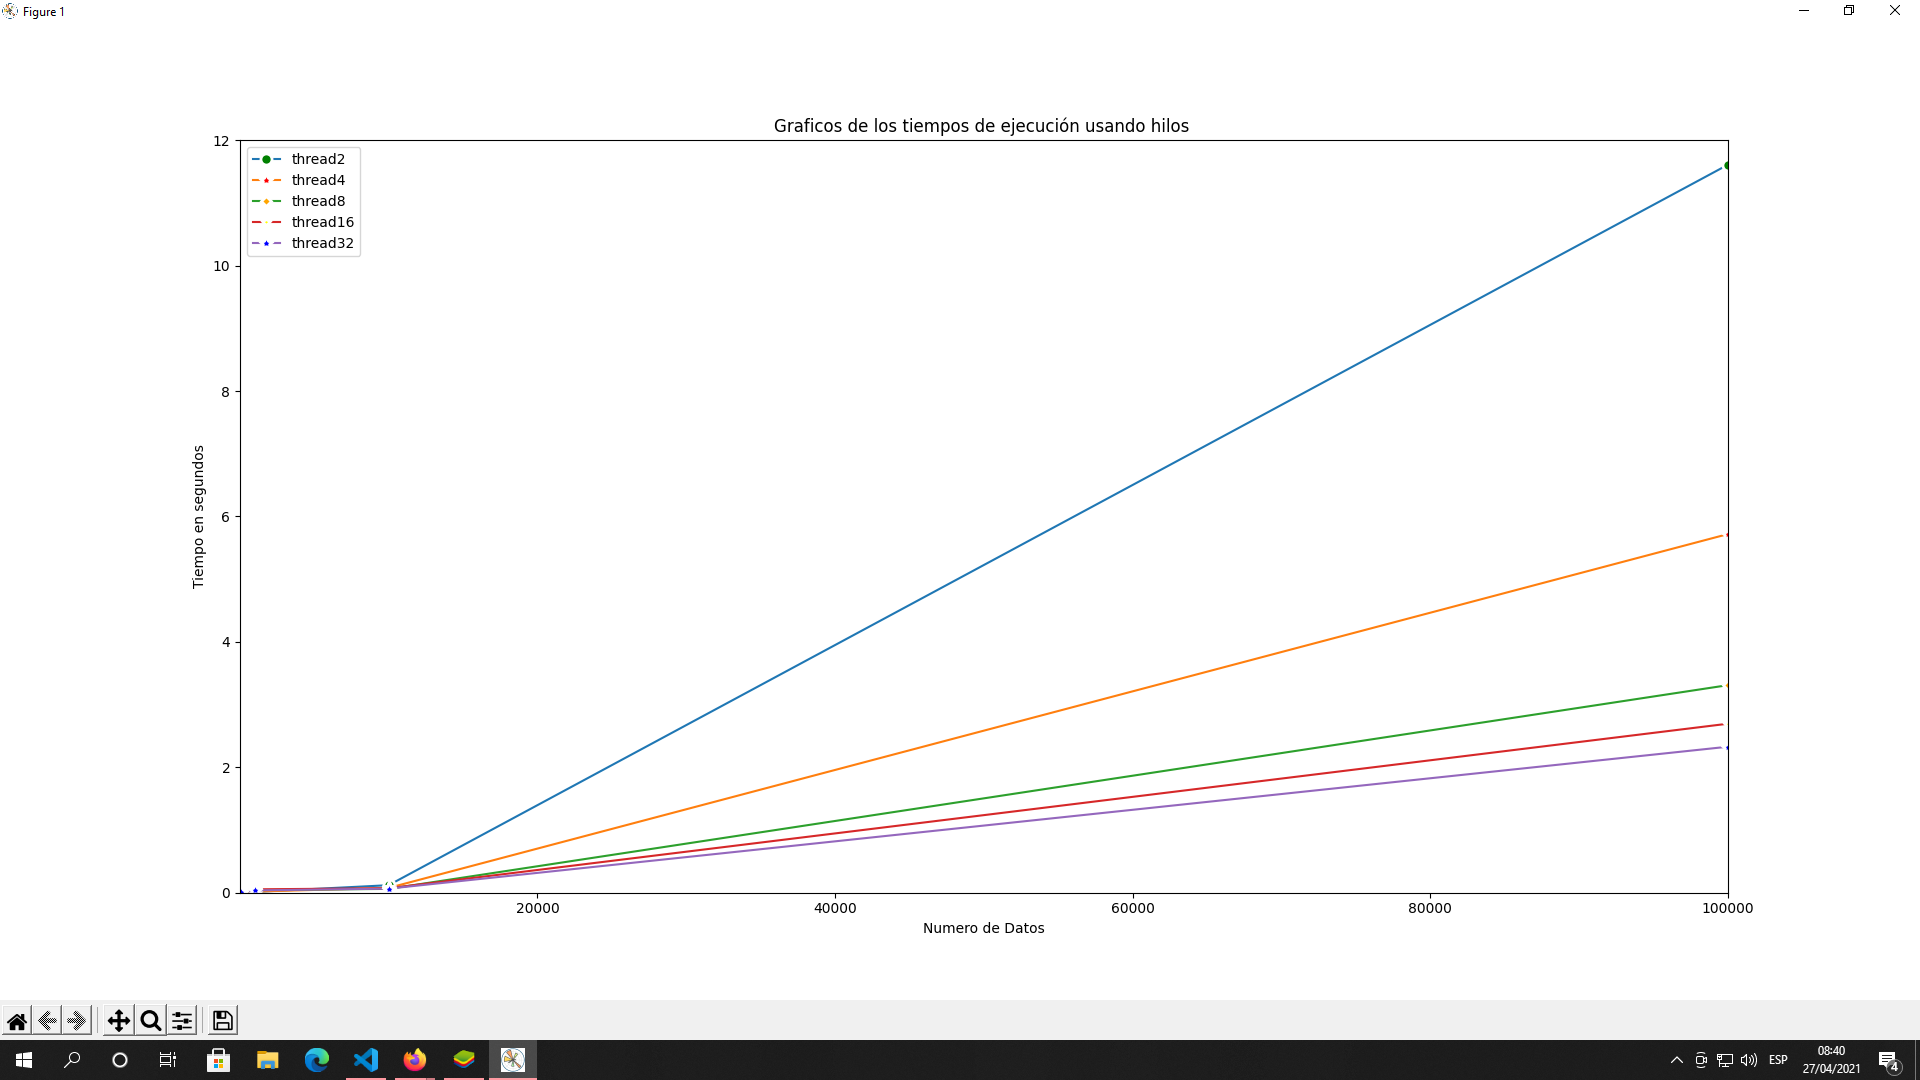 Figure 1
Graficos de los tiempos de ejecución usando hilos
thread2
thread4
thread8
thread16
thread32
12
10
8
6
4
2
0
Tiempo en segundos
20000
40000
60000
80000
100000
Numero de Datos
ESP
08:40
27/04/2021
4